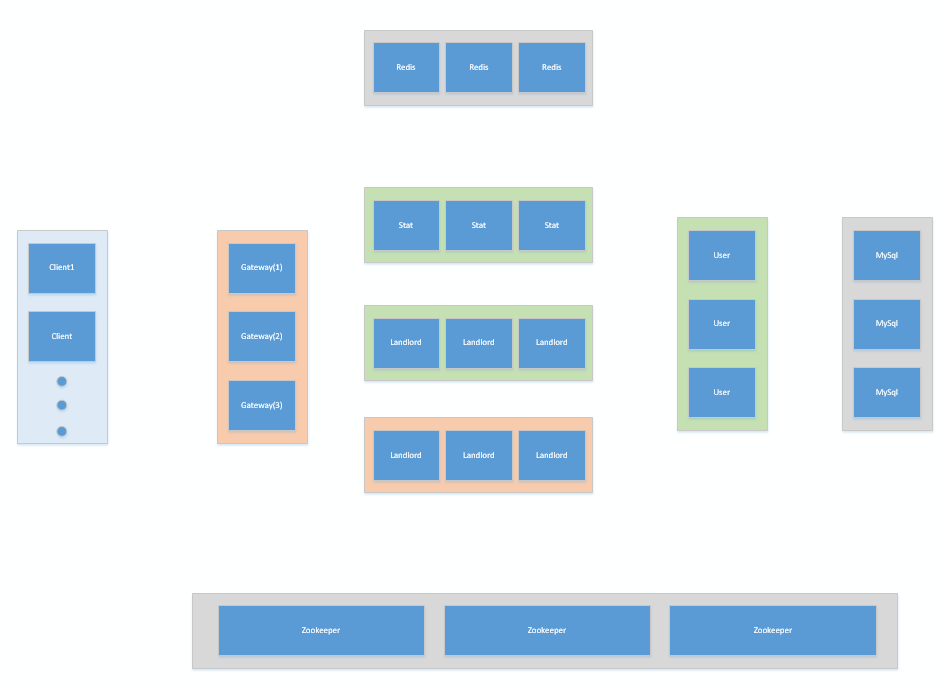 Redis Redis Redis
Stat Stat Stat
Client1
Client
Gateway(1)
Gateway(2)
Gateway(3)
Landlord Landlord Landlord
Landlord Landlord Landlord
User
User
User
MySql
MySql
MySql
Zookeeper Zookeeper Zookeeper